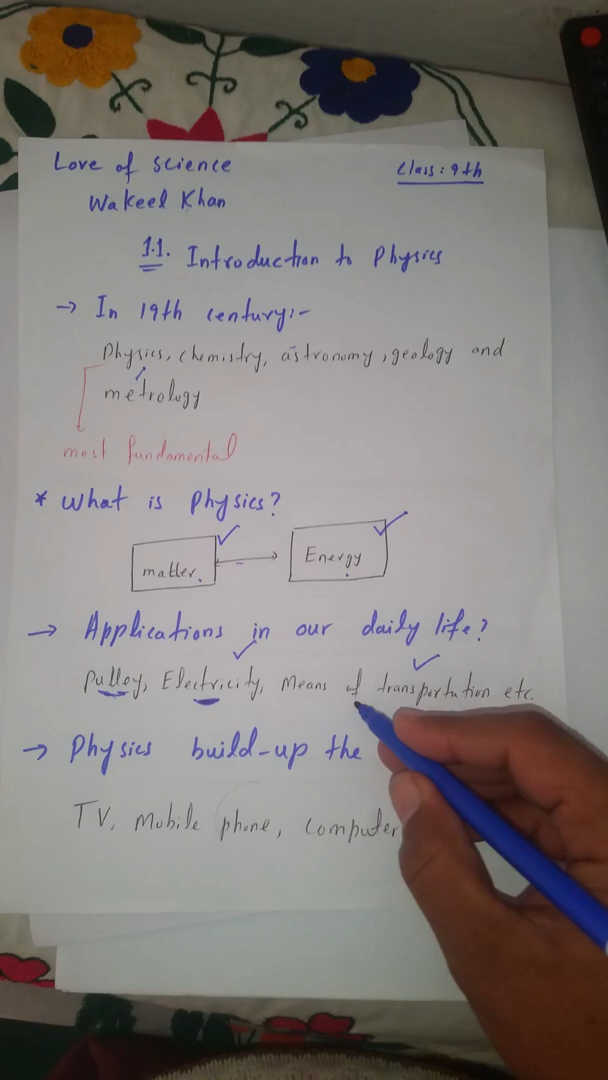 Love of Science
Class: 9th
Wakeel Khan
1.1. Introduction to Physics
→ In 19th century:-
Physics, chemistry, astronomy, geology and
metrology
most fundamental
* What is Physics?
matter.
Energy
→ Applications in our daily life?
Pulley, Electricity, Means of transportation etc.
→ Physics build-up the
TV, Mobile phone, Computer